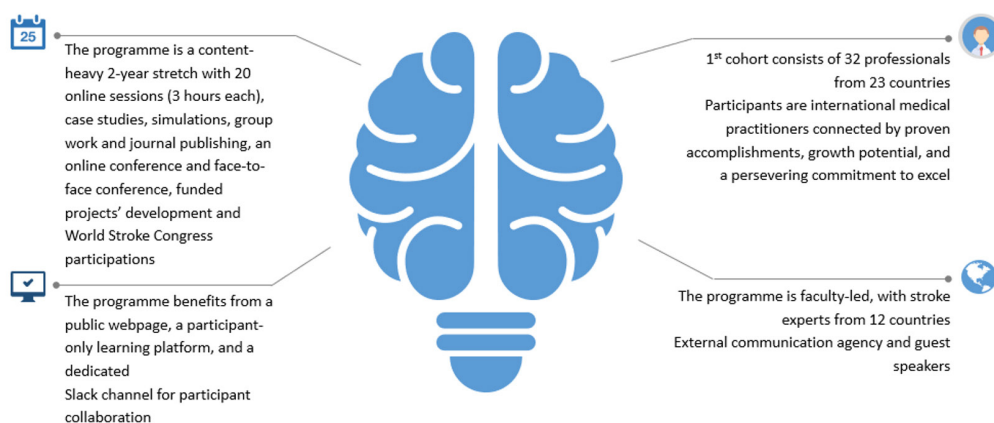 25
The programme is a content-
heavy 2-year stretch with 20
online sessions (3 hours each),
case studies, simulations, group
work and journal publishing, an
online conference and face-to-
face conference, funded
projects’ development and
World Stroke Congress
participations
The programme benefits from a
public webpage, a participant-
only learning platform, and a
dedicated
Slack channel for participant
collaboration
1st cohort consists of 32 professionals
from 23 countries
Participants are international medical
practitioners connected by proven
accomplishments, growth potential, and
a persevering commitment to excel
The programme is faculty-led, with stroke
experts from 12 countries
External communication agency and guest
speakers